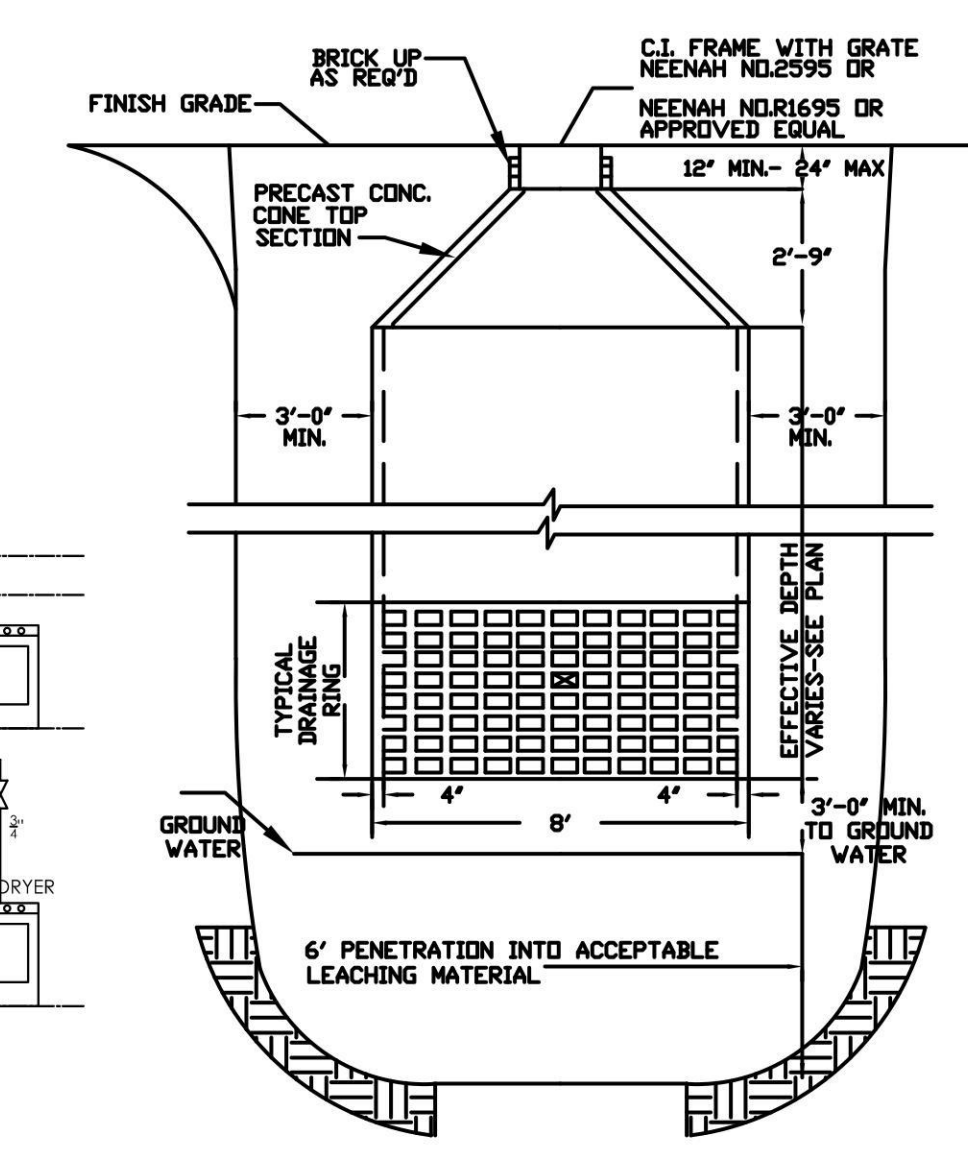 BRICK UP
AS REQ'D
C.I. FRAME WITH GRATE
NEENAH NO.2595 OR
NEENAH NO.R1695 OR
APPROVED EQUAL
FINISH GRADE
12" MIN.- 24" MAX
PRECAST CONC.
CONE TOP
SECTION
2'-9"
3'-0"
MIN.
3'-0"
MIN.
EFFECTIVE DEPTH
VARIES-SEE PLAN
TYPICAL
DRAINAGE
RING
4"
4"
8'
3'-0" MIN.
TO GROUND
WATER
GROUND
WATER
3"
4
DRYER
6' PENETRATION INTO ACCEPTABLE
LEACHING MATERIAL